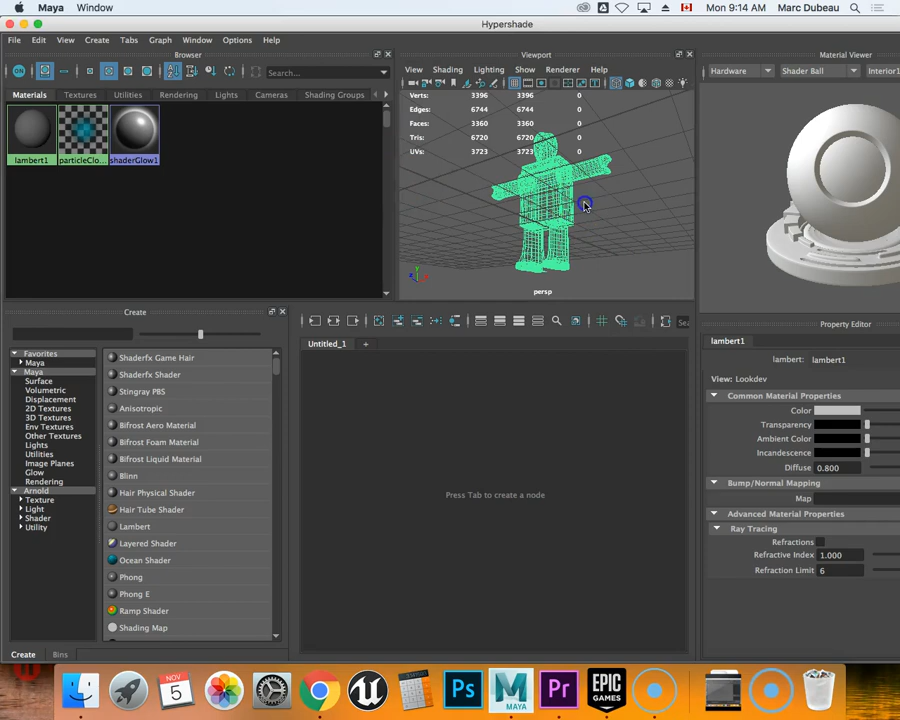 Maya Window Mon 9:14 AM Marc Dubeau
Hypershade
File Edit View Create Tabs Graph Window Options Help
Browser
ON Search...
Materials Textures Utilities Rendering Lights Cameras Shading Groups
lambert1 particleClo... shaderGlow1
Viewport
View Shading Lighting Show Renderer Help
Verts: 3396 3396 0
Edges: 6744 6744 0
Faces: 3360 3360 0
Tris: 6720 6720 0
UVs: 3723 3723 0
persp
Material Viewer
Hardware Shader Ball Interior1
Create
Favorites
Maya
Maya
Surface
Volumetric
Displacement
2D Textures
3D Textures
Env Textures
Other Textures
Lights
Utilities
Image Planes
Glow
Rendering
Arnold
Texture
Light
Shader
Utility
Shaderfx Game Hair
Shaderfx Shader
Stingray PBS
Anisotropic
Bifrost Aero Material
Bifrost Foam Material
Bifrost Liquid Material
Blinn
Hair Physical Shader
Hair Tube Shader
Lambert
Layered Shader
Ocean Shader
Phong
Phong E
Ramp Shader
Shading Map
Create Bins
Sea
Untitled_1 +
Press Tab to create a node
Property Editor
lambert1
lambert: lambert1
View: Lookdev
Common Material Properties
Color
Transparency
Ambient Color
Incandescence
Diffuse 0.800
Bump/Normal Mapping
Map
Advanced Material Properties
Ray Tracing
Refractions
Refractive Index 1.000
Refraction Limit 6
NOV
5
Ps
MAYA
Pr
EPIC
GAMES